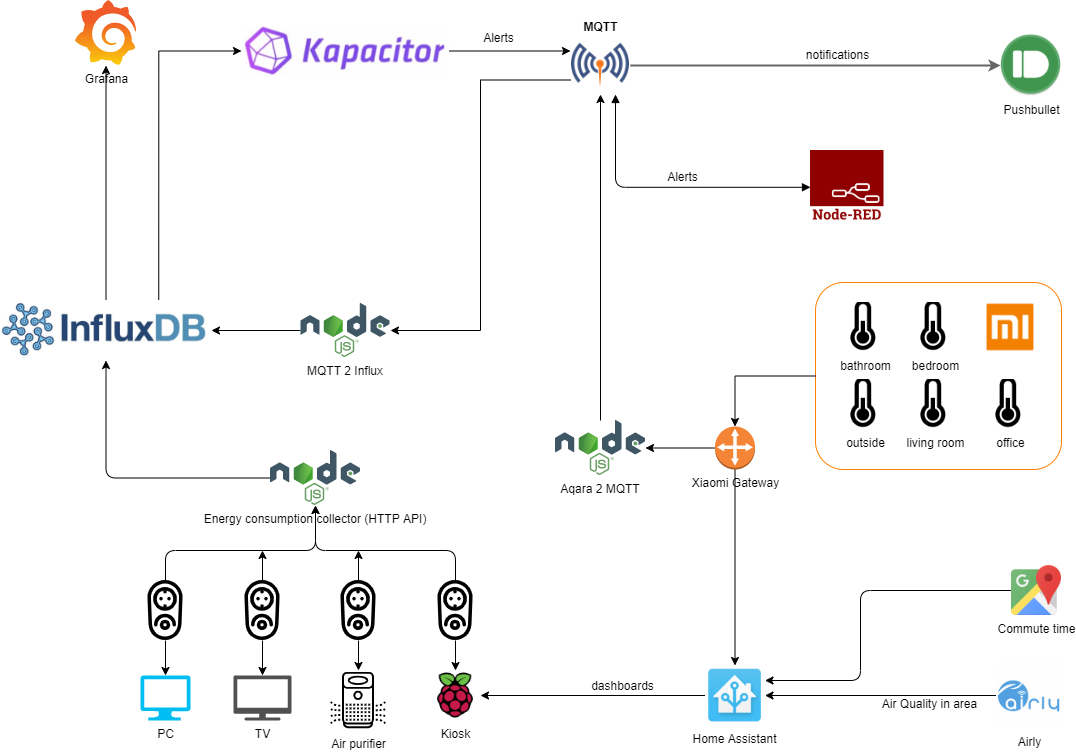 MQTT
Grafana
Kapacitor
Alerts
notifications
Pushbullet
Alerts
Node-RED
InfluxDB
node
JS
MQTT 2 Influx
mi
bathroom
bedroom
outside
living room
office
node
JS
Aqara 2 MQTT
Xiaomi Gateway
node
JS
Energy consumption collector (HTTP API)
G
Commute time
dashboards
Air Quality in area
airly
PC
TV
Air purifier
Kiosk
Home Assistant
Airly